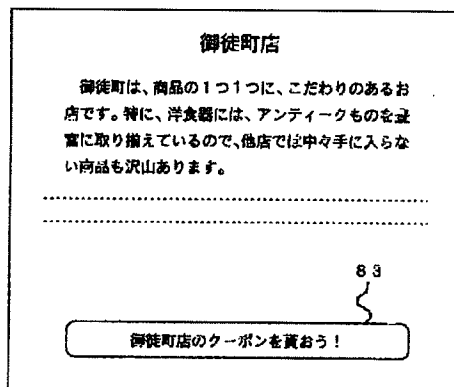 御徒町店
御徒町は、商品の1つ1つに、こだわりのあるお
店です。特に、洋食器には、アンティークものを豊
富に取り揃えているので、他店では中々手に入らな
い商品も沢山あります。
83
御徒町店のクーポンを貰おう!